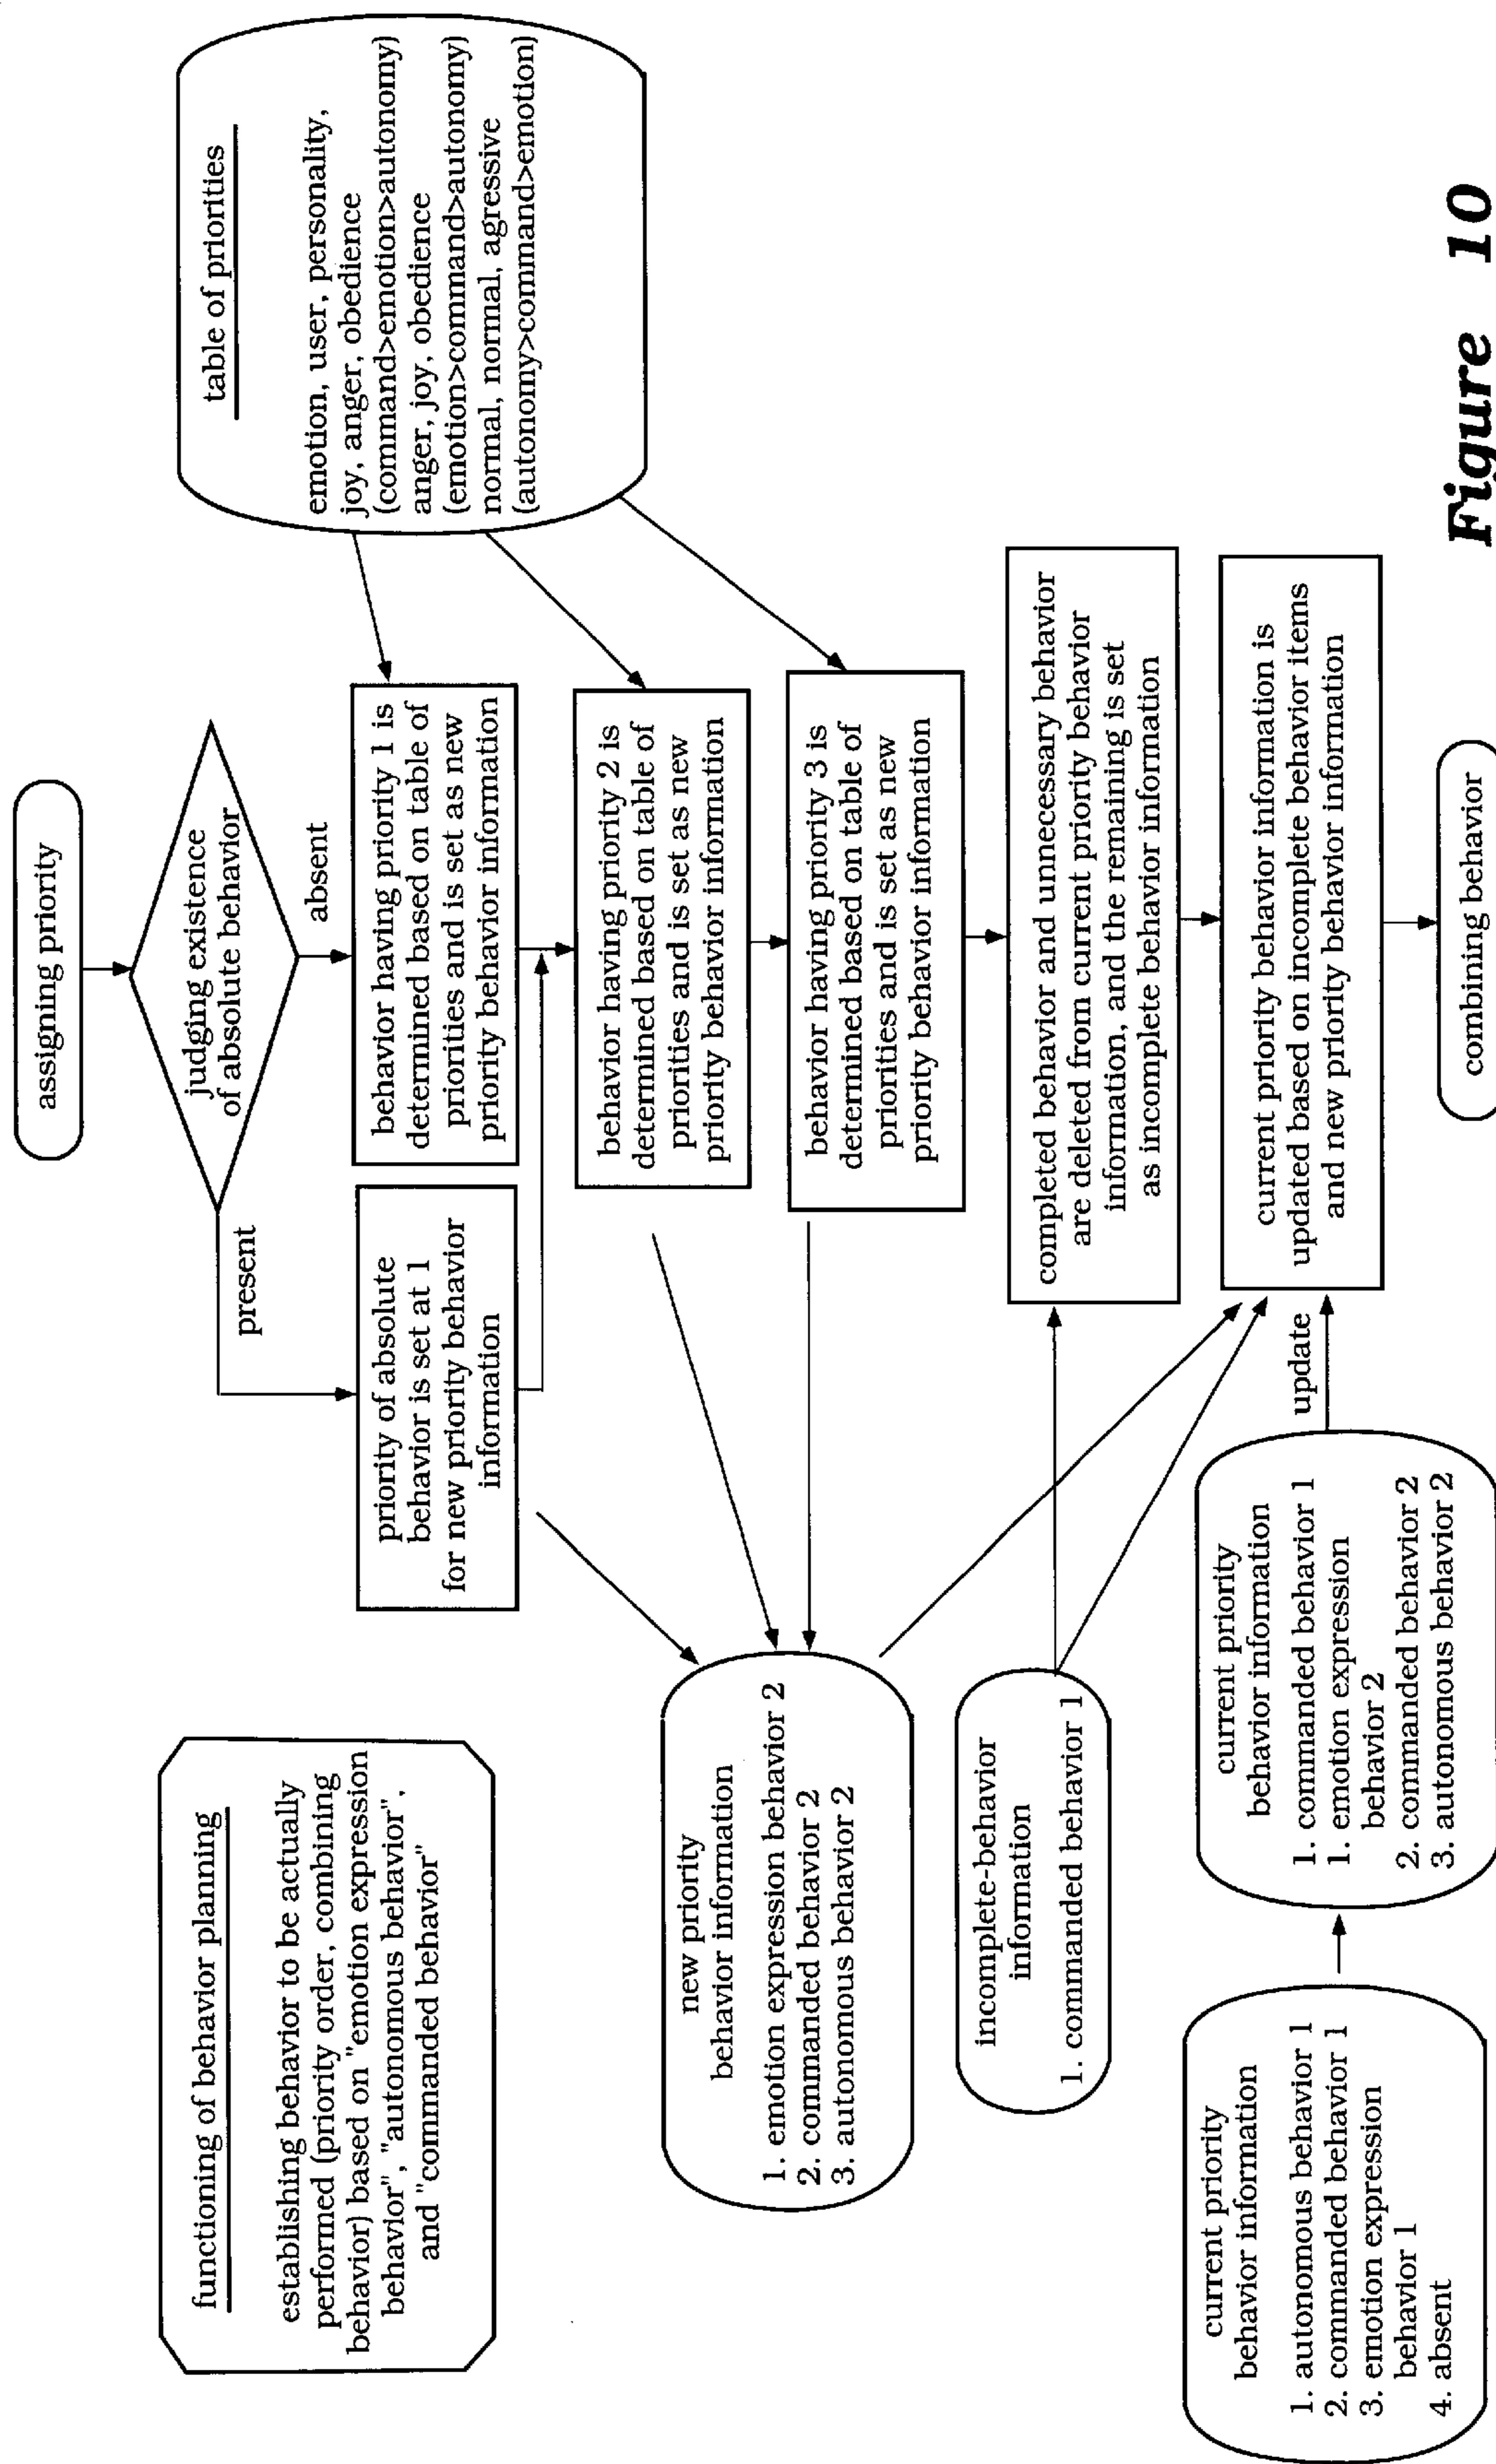 functioning of behavior planning
establishing behavior to be actually
performed (priority order, combining
behavior) based on "emotion expression
behavior", "autonomous behavior",
and "commanded behavior"
assigning priority
judging existence
of absolute behavior
present
absent
priority of absolute
behavior is set at 1
for new priority behavior
information
behavior having priority 1 is
determined based on table of
priorities and is set as new
priority behavior information
table of priorities
emotion, user, personality,
joy, anger, obedience
(command>emotion>autonomy)
anger, joy, obedience
(emotion>command>autonomy)
normal, normal, agressive
(autonomy>command>emotion)
behavior having priority 2 is
determined based on table of
priorities and is set as new
priority behavior information
new priority
behavior information
1. emotion expression behavior 2
2. commanded behavior 2
3. autonomous behavior 2
behavior having priority 3 is
determined based on table of
priorities and is set as new
priority behavior information
incomplete-behavior
information
1. commanded behavior 1
completed behavior and unnecessary behavior
are deleted from current priority behavior
information, and the remaining is set
as incomplete behavior information
current priority
behavior information
1. autonomous behavior 1
2. commanded behavior 1
3. emotion expression
behavior 1
4. absent
current priority
behavior information
1. commanded behavior 1
1. emotion expression
behavior 2
2. commanded behavior 2
3. autonomous behavior 2
update
current priority behavior information is
updated based on incomplete behavior items
and new priority behavior information
combining behavior
Figure 10